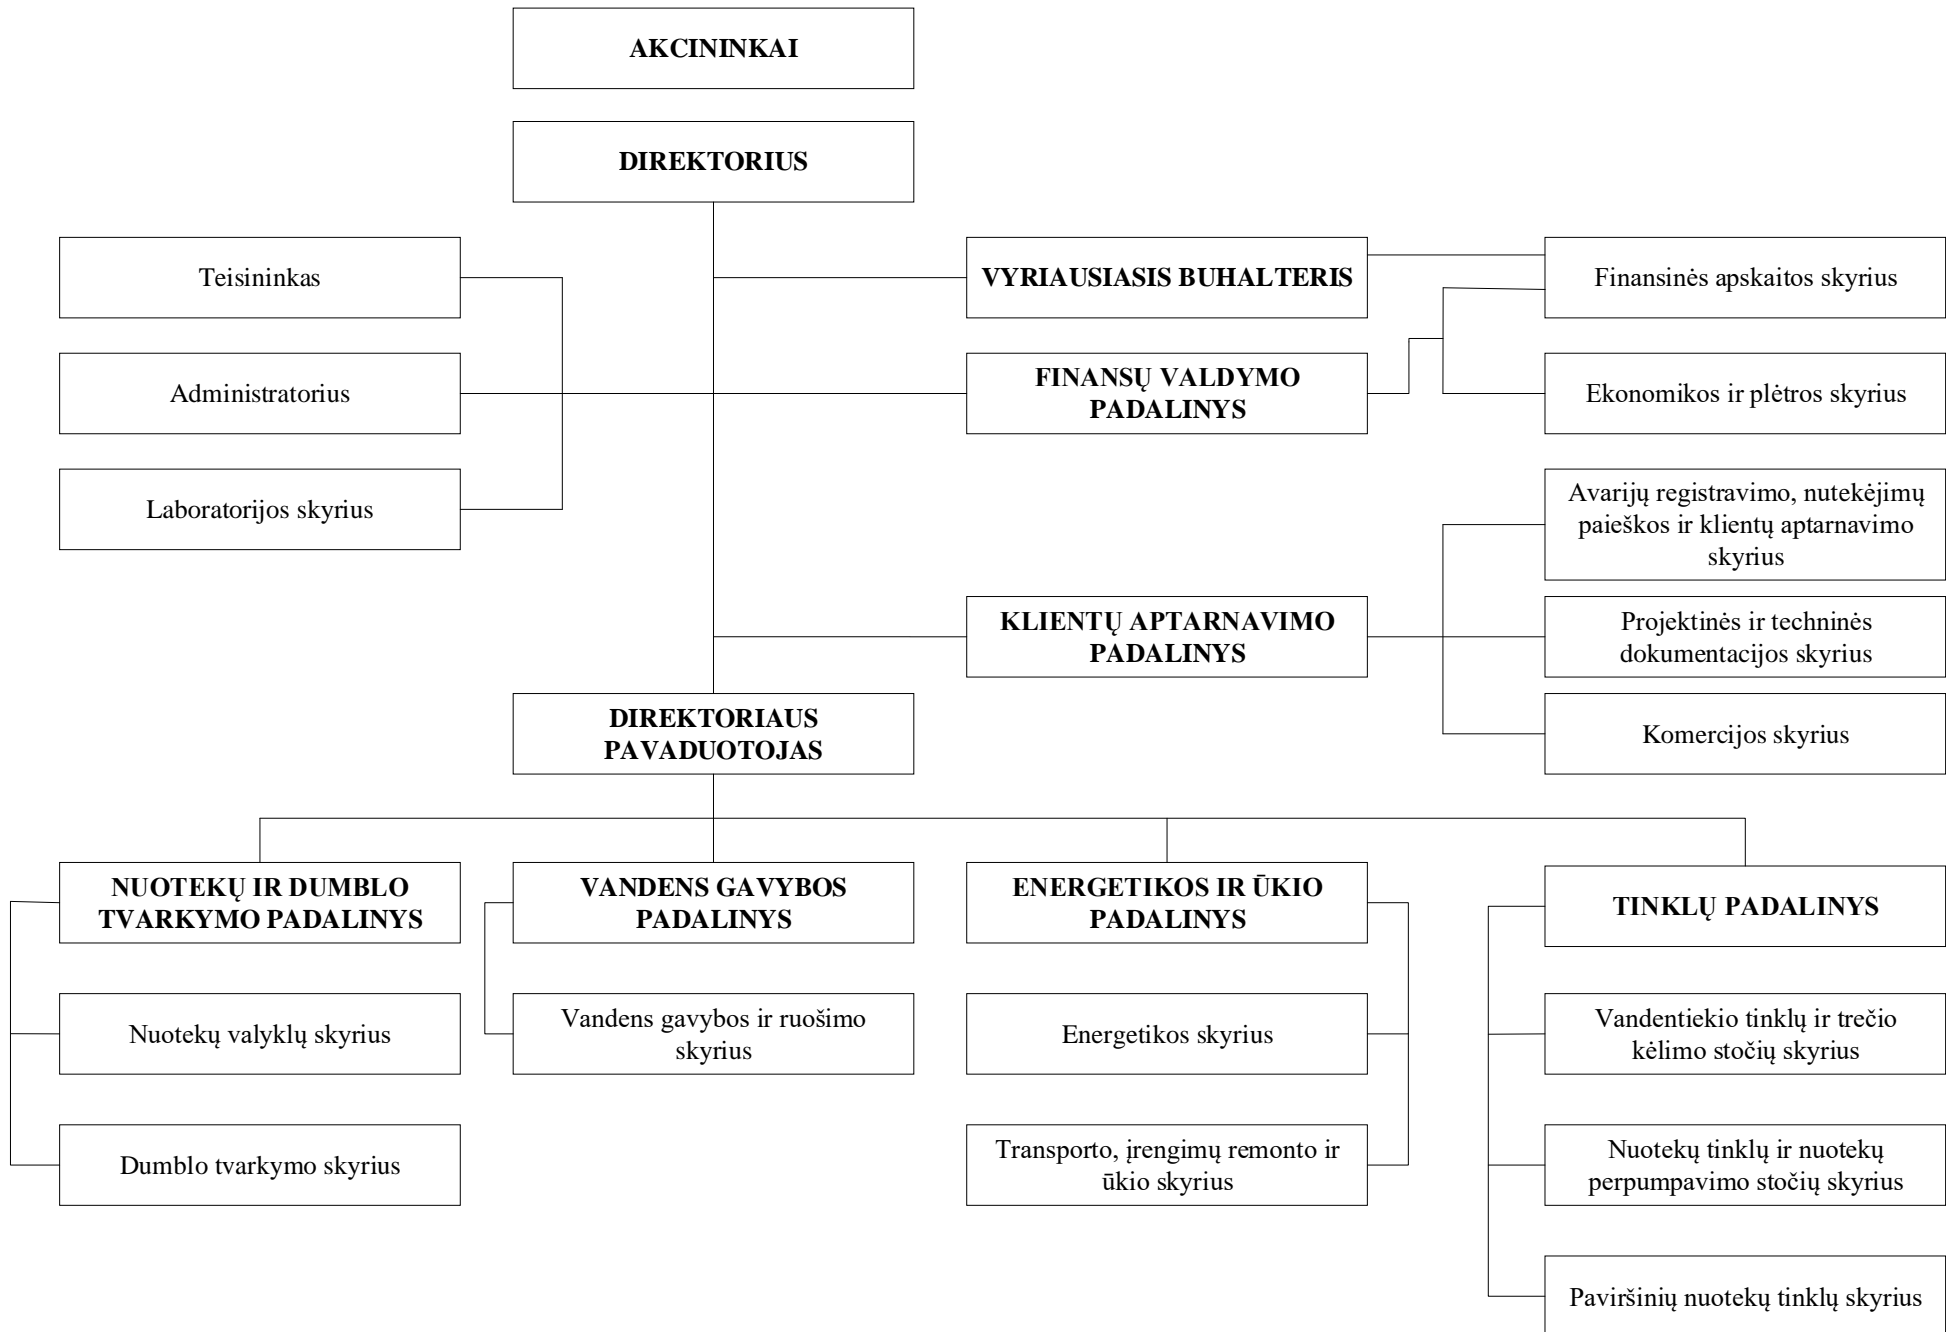 AKCININKAI
DIREKTORIUS
Teisininkas
VYRIAUSIASIS BUHALTERIS
Finansinės apskaitos skyrius
Administratorius
FINANSŲ VALDYMO
PADALINYS
Ekonomikos ir plėtros skyrius
Laboratorijos skyrius
Avarijų registravimo, nutekėjimų
paieškos ir klientų aptarnavimo
skyrius
KLIENTŲ APTARNAVIMO
PADALINYS
Projektinės ir techninės
dokumentacijos skyrius
DIREKTORIAUS
PAVADUOTOJAS
Komercijos skyrius
NUOTEKŲ IR DUMBLO
TVARKYMO PADALINYS
VANDENS GAVYBOS
PADALINYS
ENERGETIKOS IR ŪKIO
PADALINYS
TINKLŲ PADALINYS
Nuotekų valyklų skyrius
Vandens gavybos ir ruošimo
skyrius
Energetikos skyrius
Vandentiekio tinklų ir trečio
kėlimo stočių skyrius
Dumblo tvarkymo skyrius
Transporto, įrengimų remonto ir
ūkio skyrius
Nuotekų tinklų ir nuotekų
perpumpavimo stočių skyrius
Paviršinių nuotekų tinklų skyrius